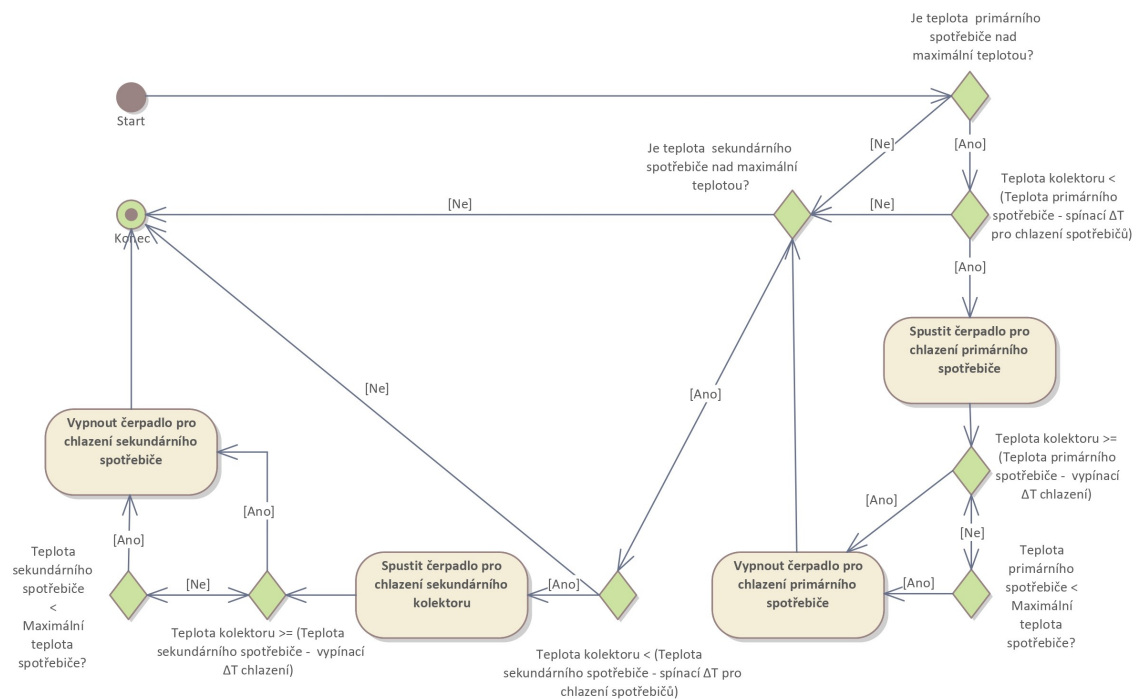 Je teplota  primárního
spotřebiče nad
maximální teplotou?
Start
[Ne]
[Ano]
Je teplota  sekundárního
spotřebiče nad maximální
teplotou?
Teplota kolektoru <
(Teplota primárního
spotřebiče - spínací ΔT
pro chlazení spotřebičů)
[Ne]
[Ne]
Konec
[Ano]
Spustit čerpadlo pro
chlazení primárního
spotřebiče
[Ne]
[Ano]
Vypnout čerpadlo pro
chlazení sekundárního
spotřebiče
Teplota kolektoru >=
(Teplota primárního
spotřebiče -  vypínací
ΔT chlazení)
[Ano]
[Ano]
[Ano]
[Ne]
Teplota
sekundárního
spotřebiče
<
Maximální
teplota
spotřebiče?
[Ne]
Spustit čerpadlo pro
chlazení sekundárního
kolektoru
[Ano]
Vypnout čerpadlo pro
chlazení primárního
spotřebiče
[Ano]
Teplota
primárního
spotřebiče <
Maximální
teplota
spotřebiče?
Teplota kolektoru >= (Teplota
sekundárního spotřebiče -  vypínací
ΔT chlazení)
Teplota kolektoru < (Teplota
sekundárního spotřebiče - spínací ΔT pro
chlazení spotřebičů)